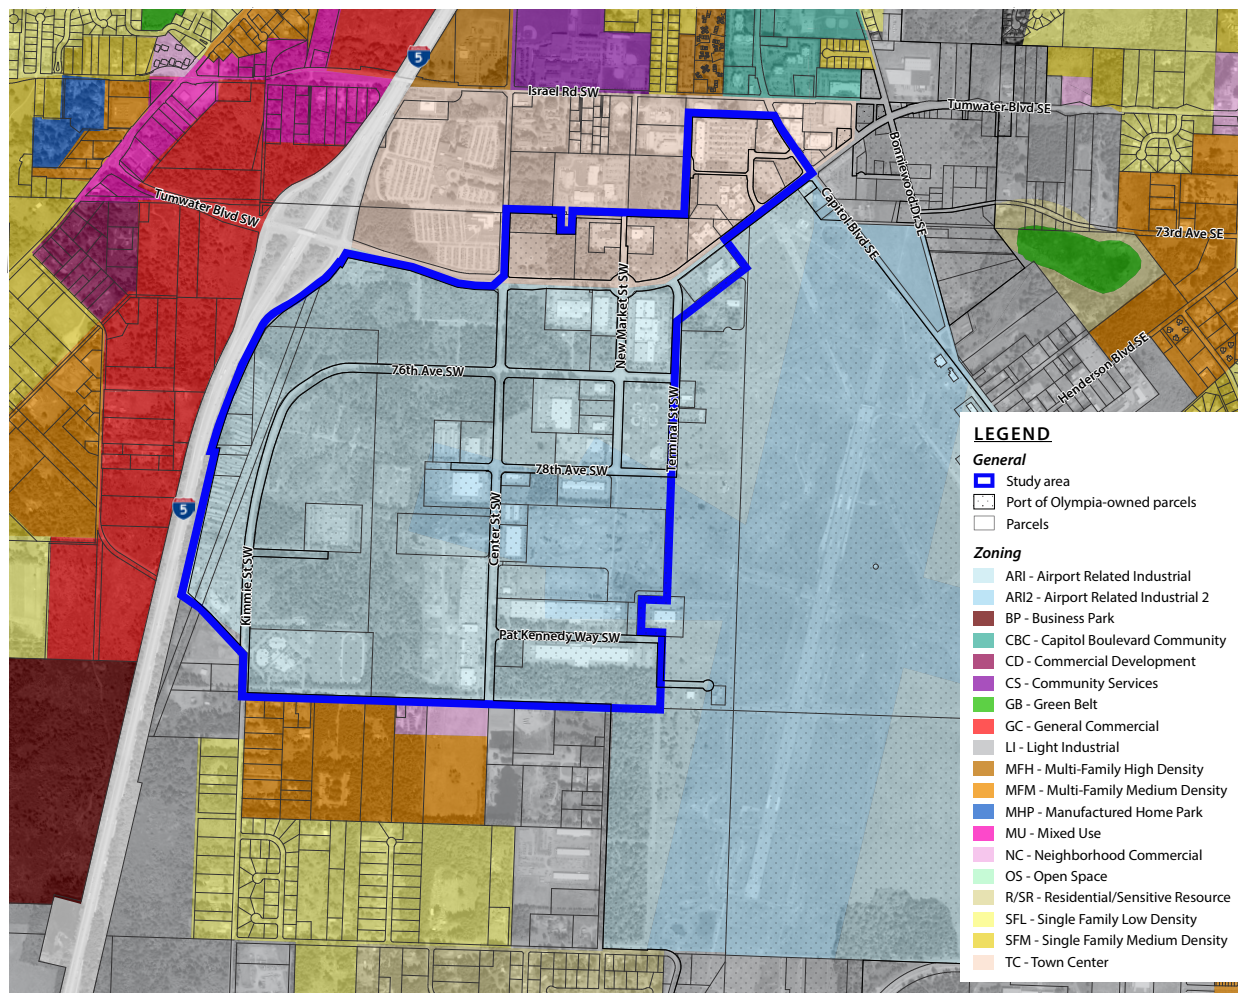 5
Israel Rd SW
Tumwater Blvd SE
Bonniewood Dr SE
Tumwater Blvd SW
Capitol Blvd SE
73rd Ave SE
New Market St SW
Henderson Blvd SE
76th Ave SW
Terminal St SW
78th Ave SW
Center St SW
5
Kimmie St SW
Pat Kennedy Way SW
LEGEND
General
Study area
Port of Olympia-owned parcels
Parcels
Zoning
ARI - Airport Related Industrial
ARI2 - Airport Related Industrial 2
BP - Business Park
CBC - Capitol Boulevard Community
CD - Commercial Development
CS - Community Services
GB - Green Belt
GC - General Commercial
LI - Light Industrial
MFH - Multi-Family High Density
MFM - Multi-Family Medium Density
MHP - Manufactured Home Park
MU - Mixed Use
NC - Neighborhood Commercial
OS - Open Space
R/SR - Residential/Sensitive Resource
SFL - Single Family Low Density
SFM - Single Family Medium Density
TC - Town Center